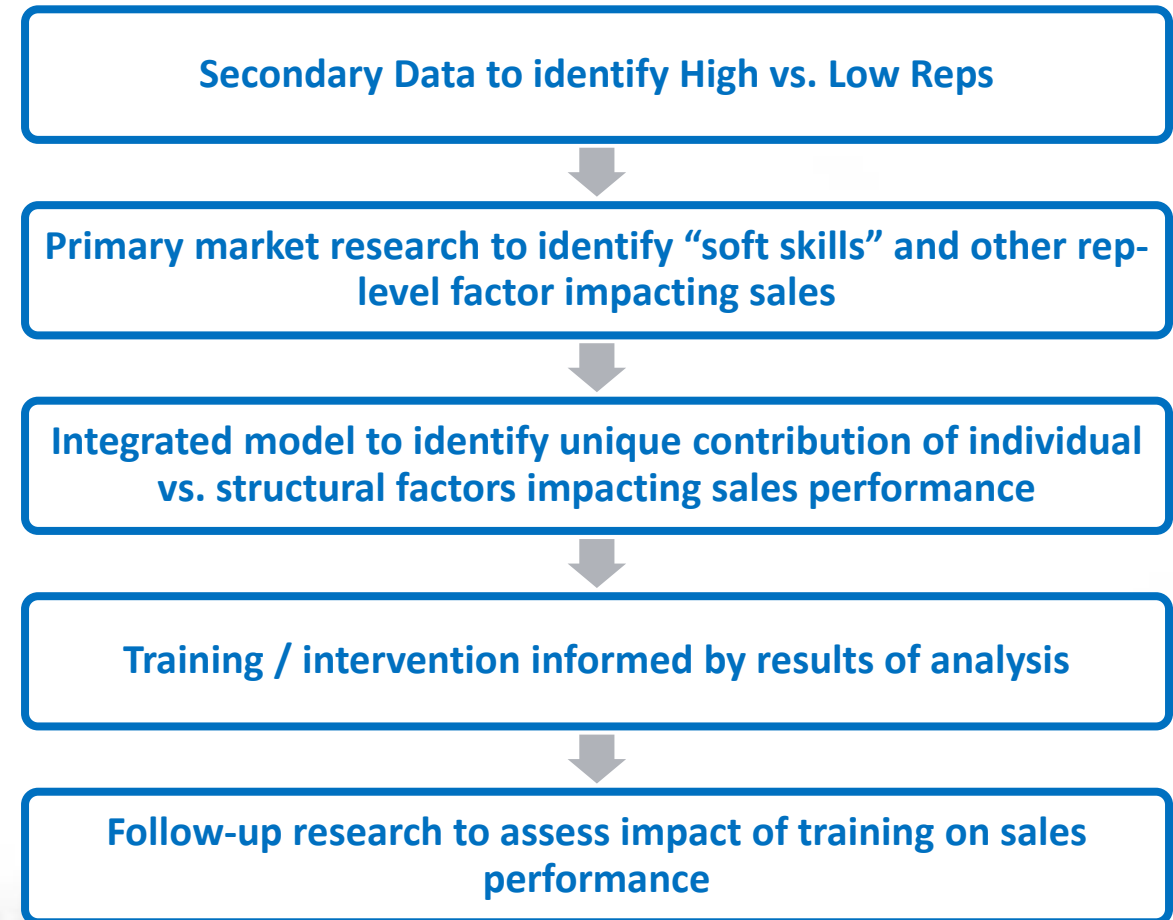 Secondary Data to identify High vs. Low Reps
Primary market research to identify “soft skills” and other rep-
level factor impacting sales
Integrated model to identify unique contribution of individual
vs. structural factors impacting sales performance
Training / intervention informed by results of analysis
Follow-up research to assess impact of training on sales
performance